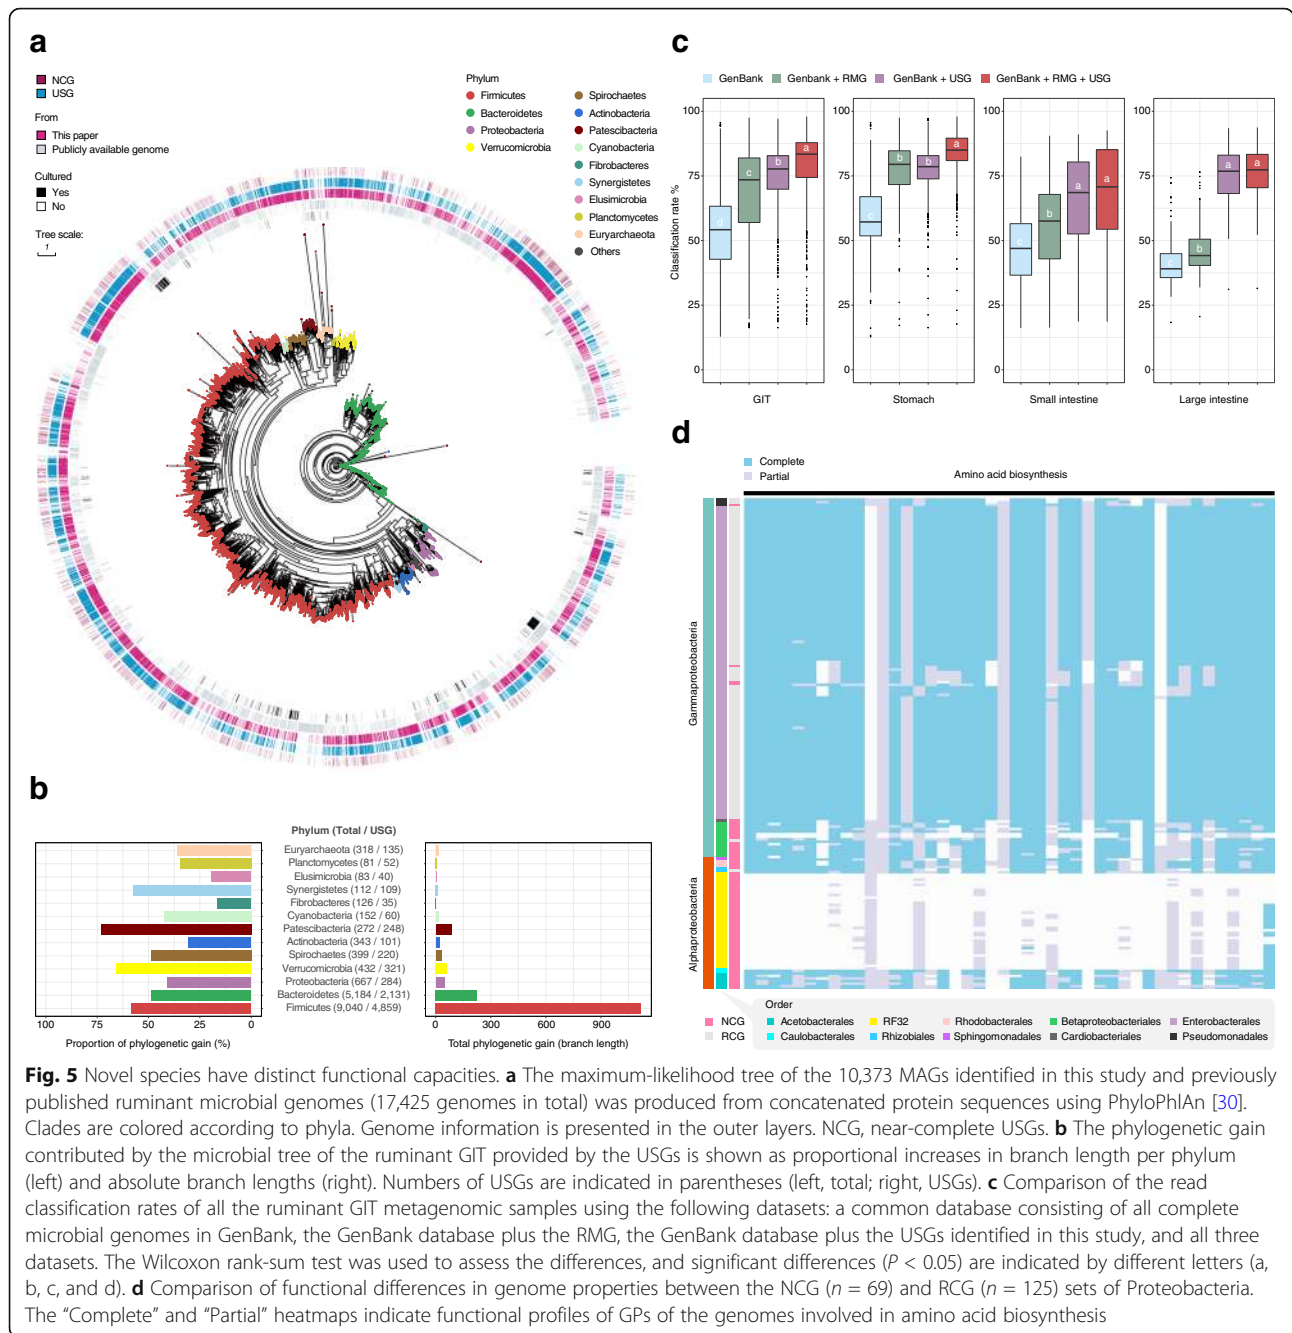 a
NCG
USG
From
This paper
Publicly available genome
Cultured
Yes
No
Tree scale:
1
Phylum
Firmicutes
Bacteroidetes
Proteobacteria
Verrucomicrobia
Spirochaetes
Actinobacteria
Patescibacteria
Cyanobacteria
Fibrobacteres
Synergistetes
Elusimicrobia
Planctomycetes
Euryarchaeota
Others
b
Phylum (Total / USG)
Euryarchaeota (318 / 135)
Planctomycetes (81 / 52)
Elusimicrobia (83 / 40)
Synergistetes (112 / 109)
Fibrobacteres (126 / 35)
Cyanobacteria (152 / 60)
Patescibacteria (272 / 248)
Actinobacteria (343 / 101)
Spirochaetes (399 / 220)
Verrucomicrobia (432 / 321)
Proteobacteria (667 / 284)
Bacteroidetes (5,184 / 2,131)
Firmicutes (9,040 / 4,859)
100 75 50 25 0
Proportion of phylogenetic gain (%)
0 300 600 900
Total phylogenetic gain (branch length)
c
GenBank Genbank + RMG GenBank + USG GenBank + RMG + USG
Classification rate %
100 100
75 75
50 50
25 25
0 0
d c b a
c b b a
c b a a
c b a a
GIT Stomach Small intestine Large intestine
d
Complete
Partial
Amino acid biosynthesis
Gammaproteobacteria
Alphaproteobacteria
NCG
RCG
Order
Acetobacterales RF32 Rhodobacterales Betaproteobacteriales Enterobacterales
Caulobacterales Rhizobiales Sphingomonadales Cardiobacteriales Pseudomonadales
Fig. 5 Novel species have distinct functional capacities. a The maximum-likelihood tree of the 10,373 MAGs identified in this study and previously
published ruminant microbial genomes (17,425 genomes in total) was produced from concatenated protein sequences using PhyloPhlAn [30].
Clades are colored according to phyla. Genome information is presented in the outer layers. NCG, near-complete USGs. b The phylogenetic gain
contributed by the microbial tree of the ruminant GIT provided by the USGs is shown as proportional increases in branch length per phylum
(left) and absolute branch lengths (right). Numbers of USGs are indicated in parentheses (left, total; right, USGs). c Comparison of the read
classification rates of all the ruminant GIT metagenomic samples using the following datasets: a common database consisting of all complete
microbial genomes in GenBank, the GenBank database plus the RMG, the GenBank database plus the USGs identified in this study, and all three
datasets. The Wilcoxon rank-sum test was used to assess the differences, and significant differences (P < 0.05) are indicated by different letters (a,
b, c, and d). d Comparison of functional differences in genome properties between the NCG (n = 69) and RCG (n = 125) sets of Proteobacteria.
The “Complete” and “Partial” heatmaps indicate functional profiles of GPs of the genomes involved in amino acid biosynthesis